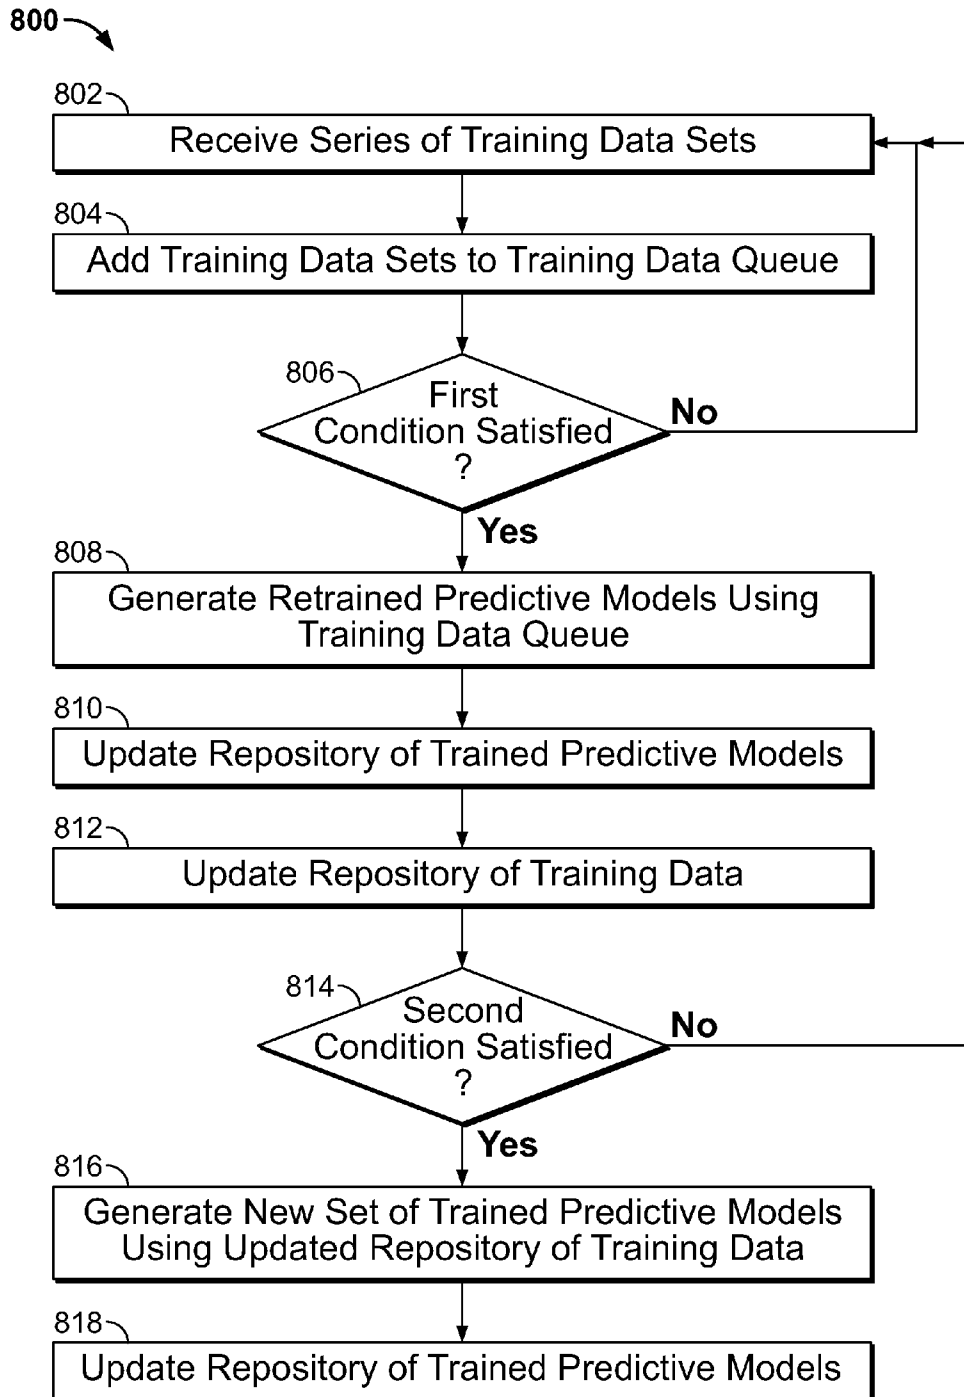 800
802
Receive Series of Training Data Sets
804
Add Training Data Sets to Training Data Queue
806
First
Condition Satisfied
?
No
Yes
808
Generate Retrained Predictive Models Using
Training Data Queue
810
Update Repository of Trained Predictive Models
812
Update Repository of Training Data
814
Second
Condition Satisfied
?
No
Yes
816
Generate New Set of Trained Predictive Models
Using Updated Repository of Training Data
818
Update Repository of Trained Predictive Models